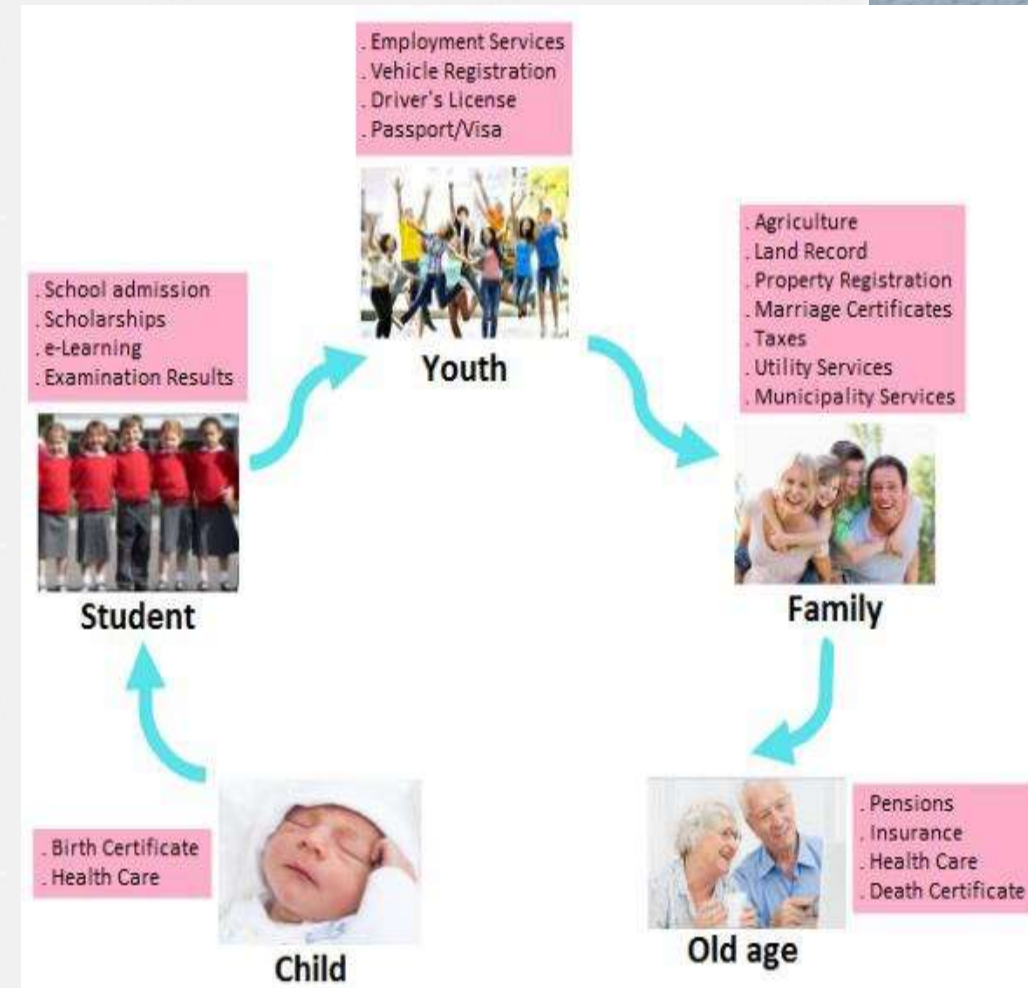 . Employment Services
. Vehicle Registration
. Driver's License
. Passport/Visa
Youth
. School admission
. Scholarships
. e-Learning
. Examination Results
Student
. Agriculture
. Land Record
. Property Registration
. Marriage Certificates
. Taxes
. Utility Services
. Municipality Services
Family
. Birth Certificate
. Health Care
Child
. Pensions
. Insurance
. Health Care
. Death Certificate
Old age